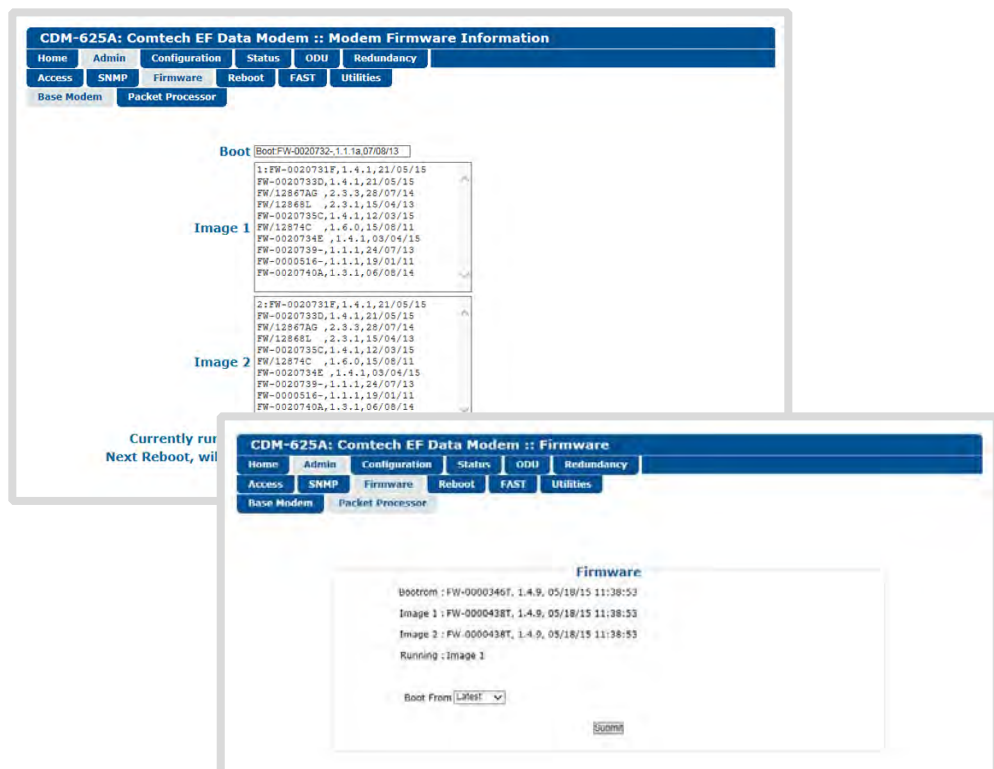 CDM-625A: Comtech EF Data Modem :: Modem Firmware Information
Home Admin Configuration Status ODU Redundancy
Access SNMP Firmware Reboot FAST Utilities
Base Modem Packet Processor
Boot Boot:FW-0020732-,1.1.1a,07/08/13
Image 1
1:FW-0020731F,1.4.1,21/05/15
FW-0020733D,1.4.1,21/05/15
FW/12867AG ,2.3.3,28/07/14
FW/12868L ,2.3.1,15/04/13
FW-0020735C,1.4.1,12/03/15
FW/12874C ,1.6.0,15/08/11
FW-0020734E ,1.4.1,03/04/15
FW-0020739-,1.1.1,24/07/13
FW-0000516-,1.1.1,19/01/11
FW-0020740A,1.3.1,06/08/14
Image 2
2:FW-0020731F,1.4.1,21/05/15
FW-0020733D,1.4.1,21/05/15
FW/12867AG ,2.3.3,28/07/14
FW/12868L ,2.3.1,15/04/13
FW-0020735C,1.4.1,12/03/15
FW/12874C ,1.6.0,15/08/11
FW-0020734E ,1.4.1,03/04/15
FW-0020739-,1.1.1,24/07/13
FW-0000516-,1.1.1,19/01/11
FW-0020740A,1.3.1,06/08/14
Currently
Next Reboot,
CDM-625A: Comtech EF Data Modem :: Firmware
Home Admin Configuration Status ODU Redundancy
Access SNMP Firmware Reboot FAST Utilities
Base Modem Packet Processor
Firmware
Bootrom : FW-0000346T, 1.4.9, 05/18/15 11:38:53
Image 1 : FW-0000438T, 1.4.9, 05/18/15 11:38:53
Image 2 : FW-0000438T, 1.4.9, 05/18/15 11:38:53
Running : Image 1
Boot From Latest
Submit